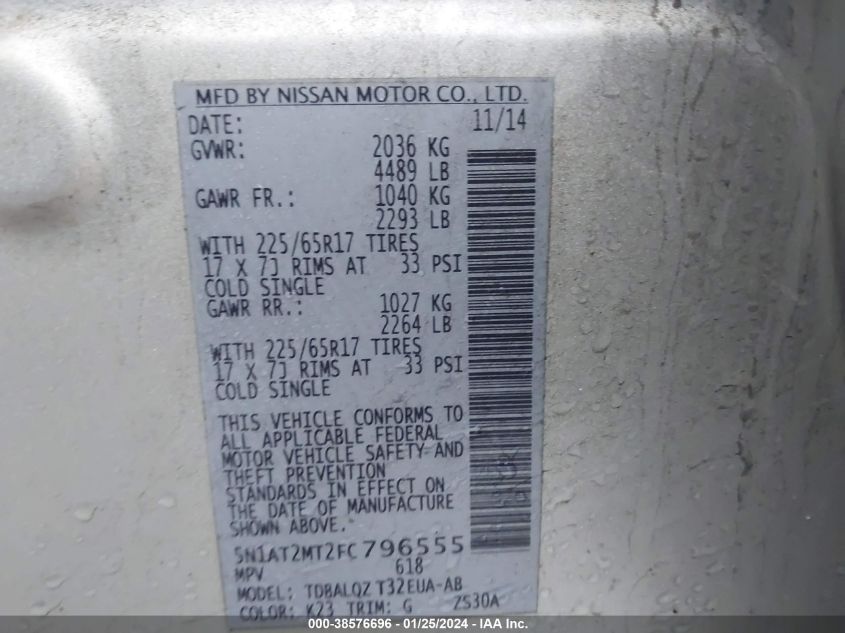 MFD BY NISSAN MOTOR CO., LTD.
DATE: 11/14
GVWR: 2036 KG
4489 LB
GAWR FR.: 1040 KG
2293 LB
WITH 225/65R17 TIRES
17 X 7J RIMS AT 33 PSI
COLD SINGLE
GAWR RR.: 1027 KG
2264 LB
WITH 225/65R17 TIRES
17 X 7J RIMS AT 33 PSI
COLD SINGLE
THIS VEHICLE CONFORMS TO
ALL APPLICABLE FEDERAL
MOTOR VEHICLE SAFETY AND
THEFT PREVENTION
STANDARDS IN EFFECT ON
THE DATE OF MANUFACTURE
SHOWN ABOVE.
5N1AT2MT2FC796555
MPV 618
MODEL: TDBALQZ T32EUA-AB
COLOR: K23 TRIM: G ZS30A
000-38576696 - 01/25/2024 - IAA Inc.